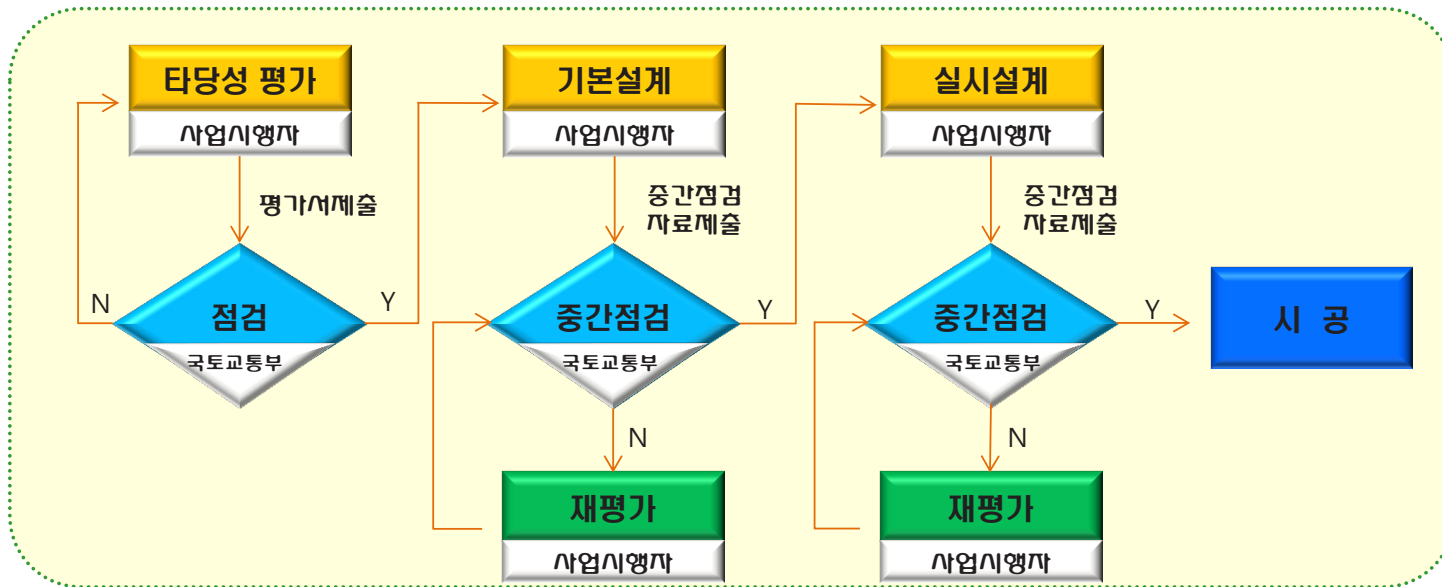 타당성 평가
사업시행자
평가서제출
점검
국토교통부
N
Y
기본설계
사업시행자
중간점검
자료제출
중간점검
국토교통부
Y
N
재평가
사업시행자
실시설계
사업시행자
중간점검
자료제출
중간점검
국토교통부
Y
N
재평가
사업시행자
시 공